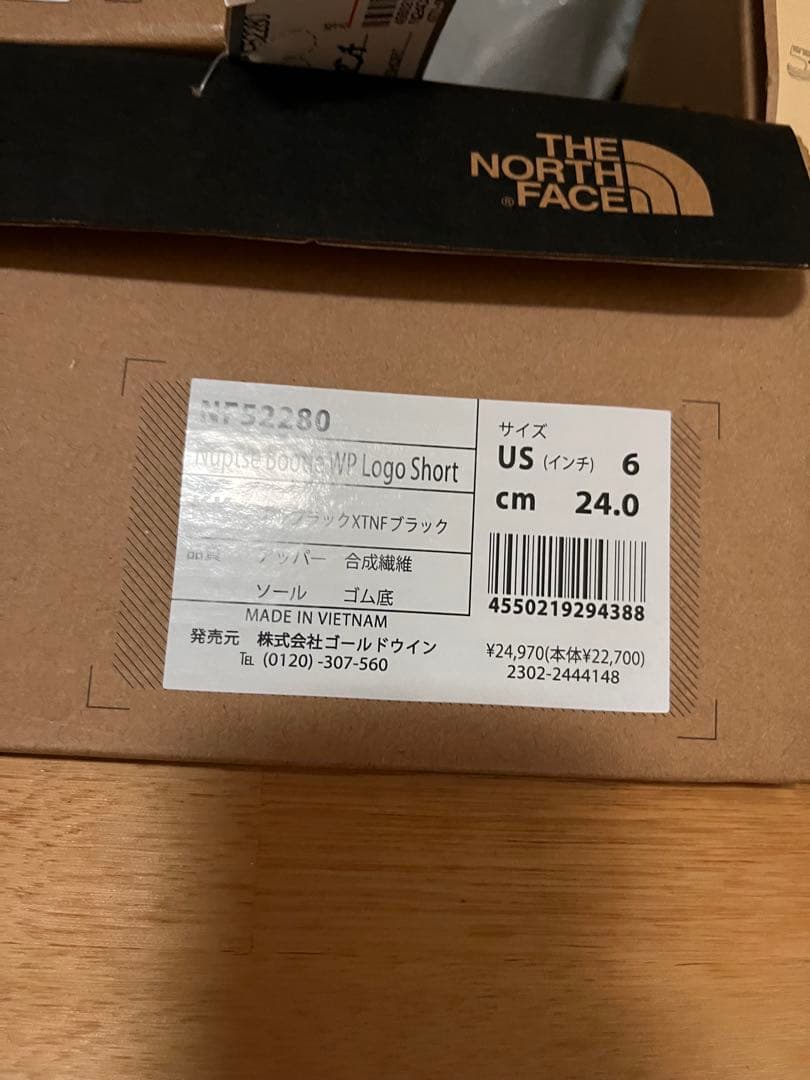 THE
NORTH
® FACE
NF52280
Nuptse Bootie WP Logo Short
ブラックXTNFブラック
品質 アッパー 合成繊維
ソール ゴム底
MADE IN VIETNAM
発売元 株式会社ゴールドウイン
℡ (0120) -307-560
サイズ
US (インチ) 6
cm 24.0
4550219294388
¥24,970(本体¥22,700)
2302-2444148